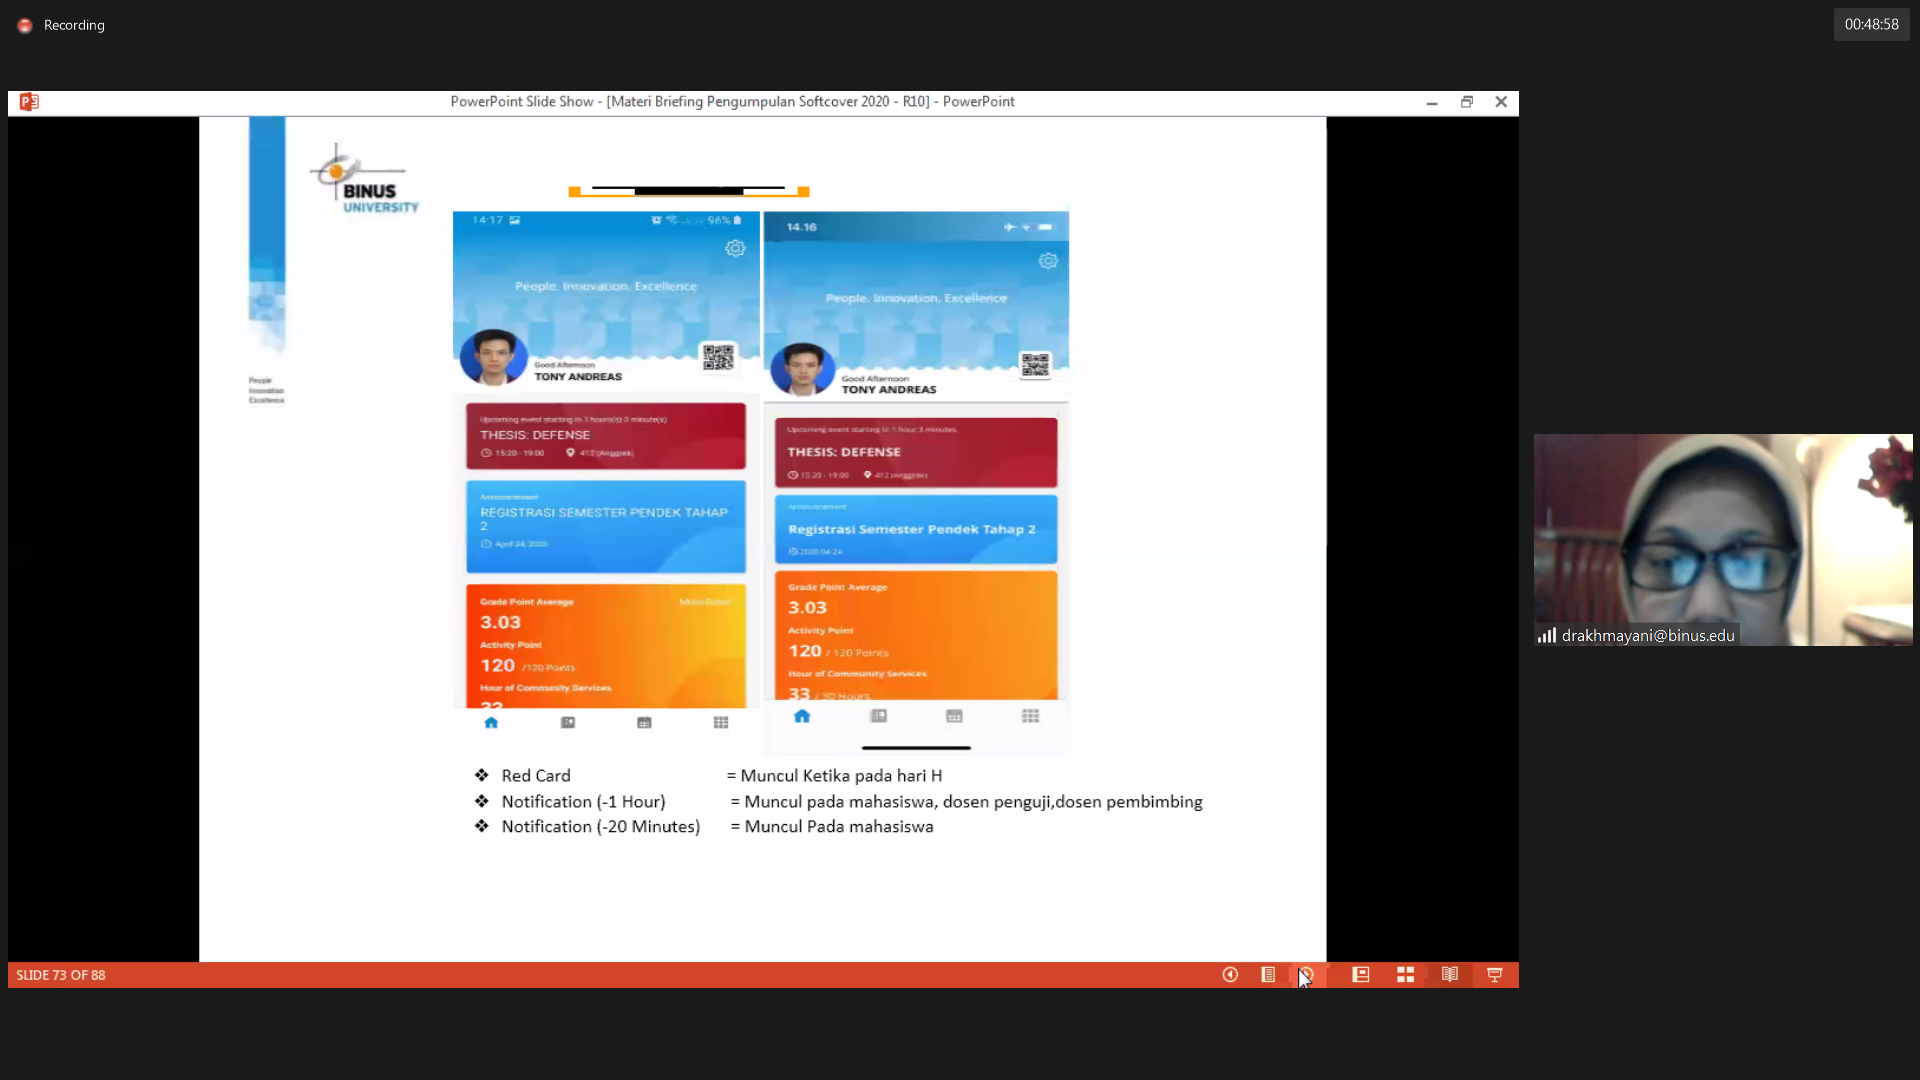 Recording
00:48:58
PowerPoint Slide Show - [Materi Briefing Pengumpulan Softcover 2020 - R10] - PowerPoint
BINUS
UNIVERSITY
People
Innovation
Excellence
14:17
96%
People. Innovation. Excellence
Good Afternoon
TONY ANDREAS
Upcoming event starting in 1 hours(s) 3 minute(s)
THESIS: DEFENSE
15:20 - 19:00 412 (Anggrek)
Announcement
REGISTRASI SEMESTER PENDEK TAHAP
2
April 24, 2020
Grade Point Average
More Detail
3.03
Activity Point
120 /120 Points
Hour of Community Services
33
14.16
People. Innovation. Excellence
Good Afternoon
TONY ANDREAS
Upcoming event starting in 1 hour 3 minutes
THESIS: DEFENSE
15:20 - 19:00 412 (Anggrek)
Announcement
Registrasi Semester Pendek Tahap 2
2020-04-24
Grade Point Average
3.03
Activity Point
120 / 120 Points
Hour of Community Services
33 / 30 Hours
❖ Red Card = Muncul Ketika pada hari H
❖ Notification (-1 Hour) = Muncul pada mahasiswa, dosen penguji,dosen pembimbing
❖ Notification (-20 Minutes) = Muncul Pada mahasiswa
SLIDE 73 OF 88
drakhmayani@binus.edu